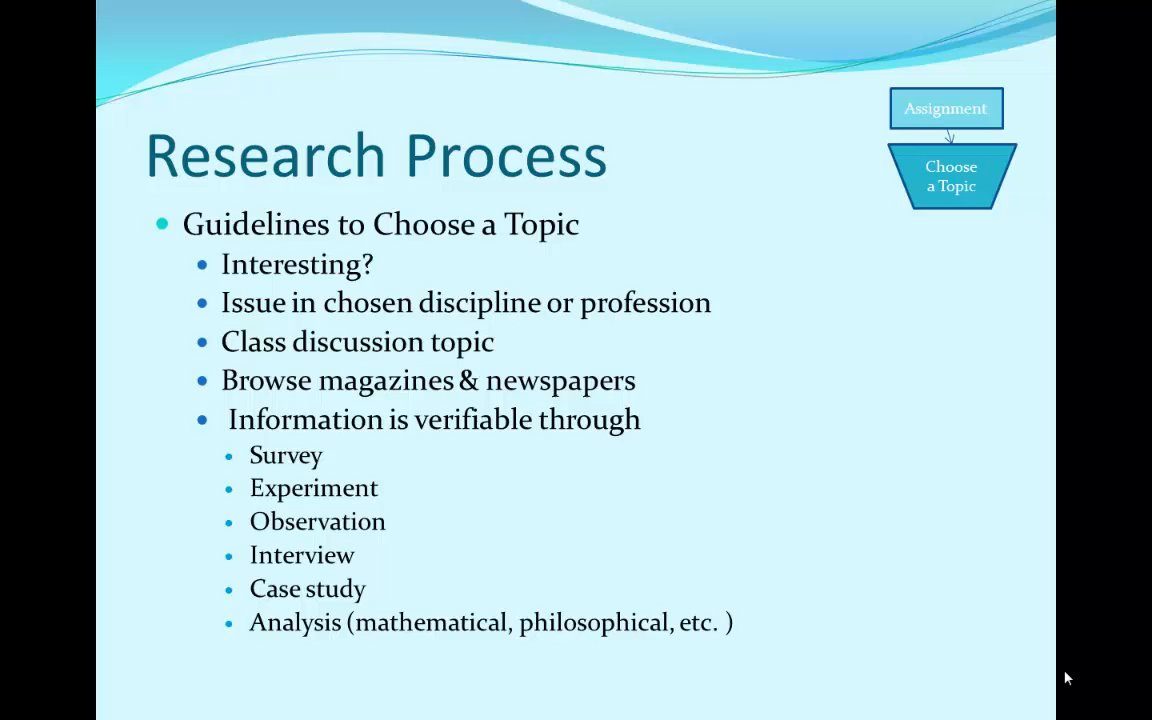 Assignment
Choose
a Topic
Research Process
Guidelines to Choose a Topic
Interesting?
Issue in chosen discipline or profession
Class discussion topic
Browse magazines & newspapers
Information is verifiable through
Survey
Experiment
Observation
Interview
Case study
Analysis (mathematical, philosophical, etc. )